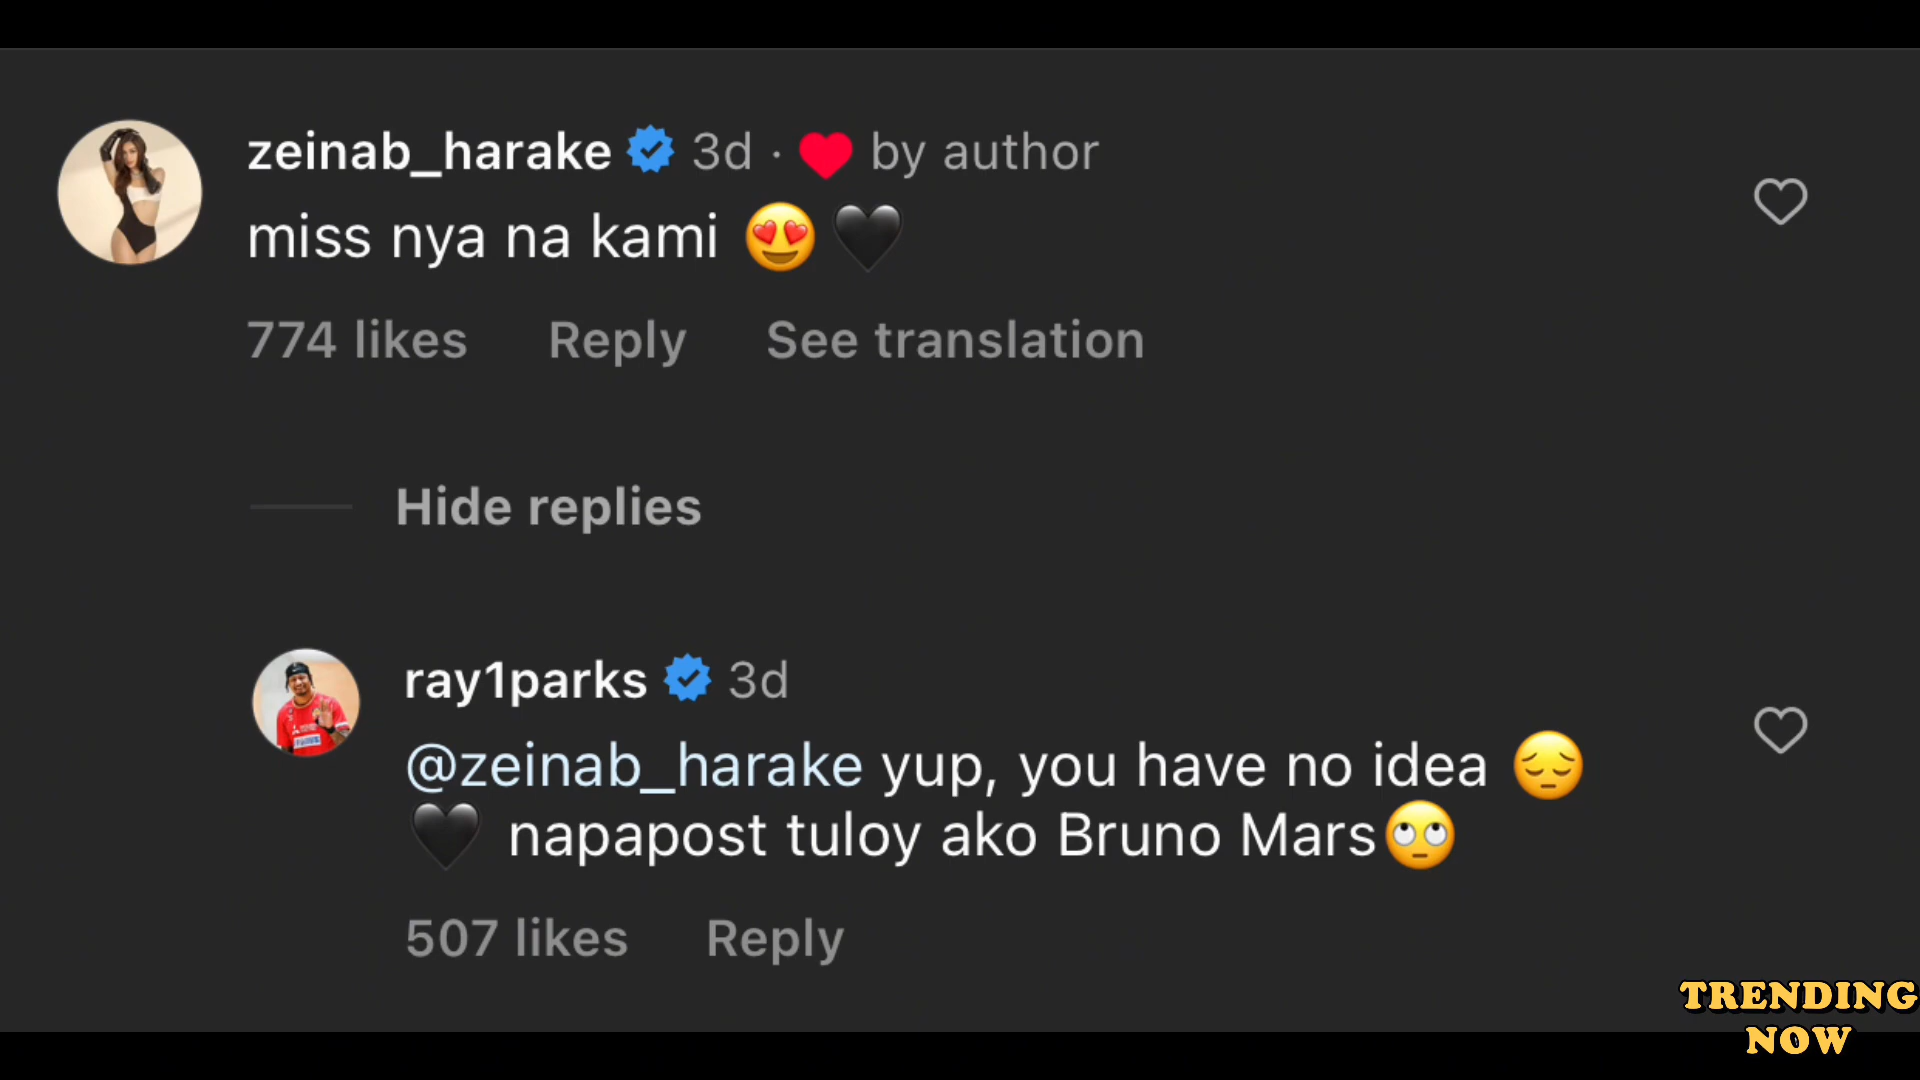 zeinab_harake 3d · ❤️ by author
miss nya na kami 😍🖤
774 likes Reply See translation
Hide replies
ray1parks 3d
@zeinab_harake yup, you have no idea 😔
🖤 napapost tuloy ako Bruno Mars🙄
507 likes Reply
TRENDING
NOW